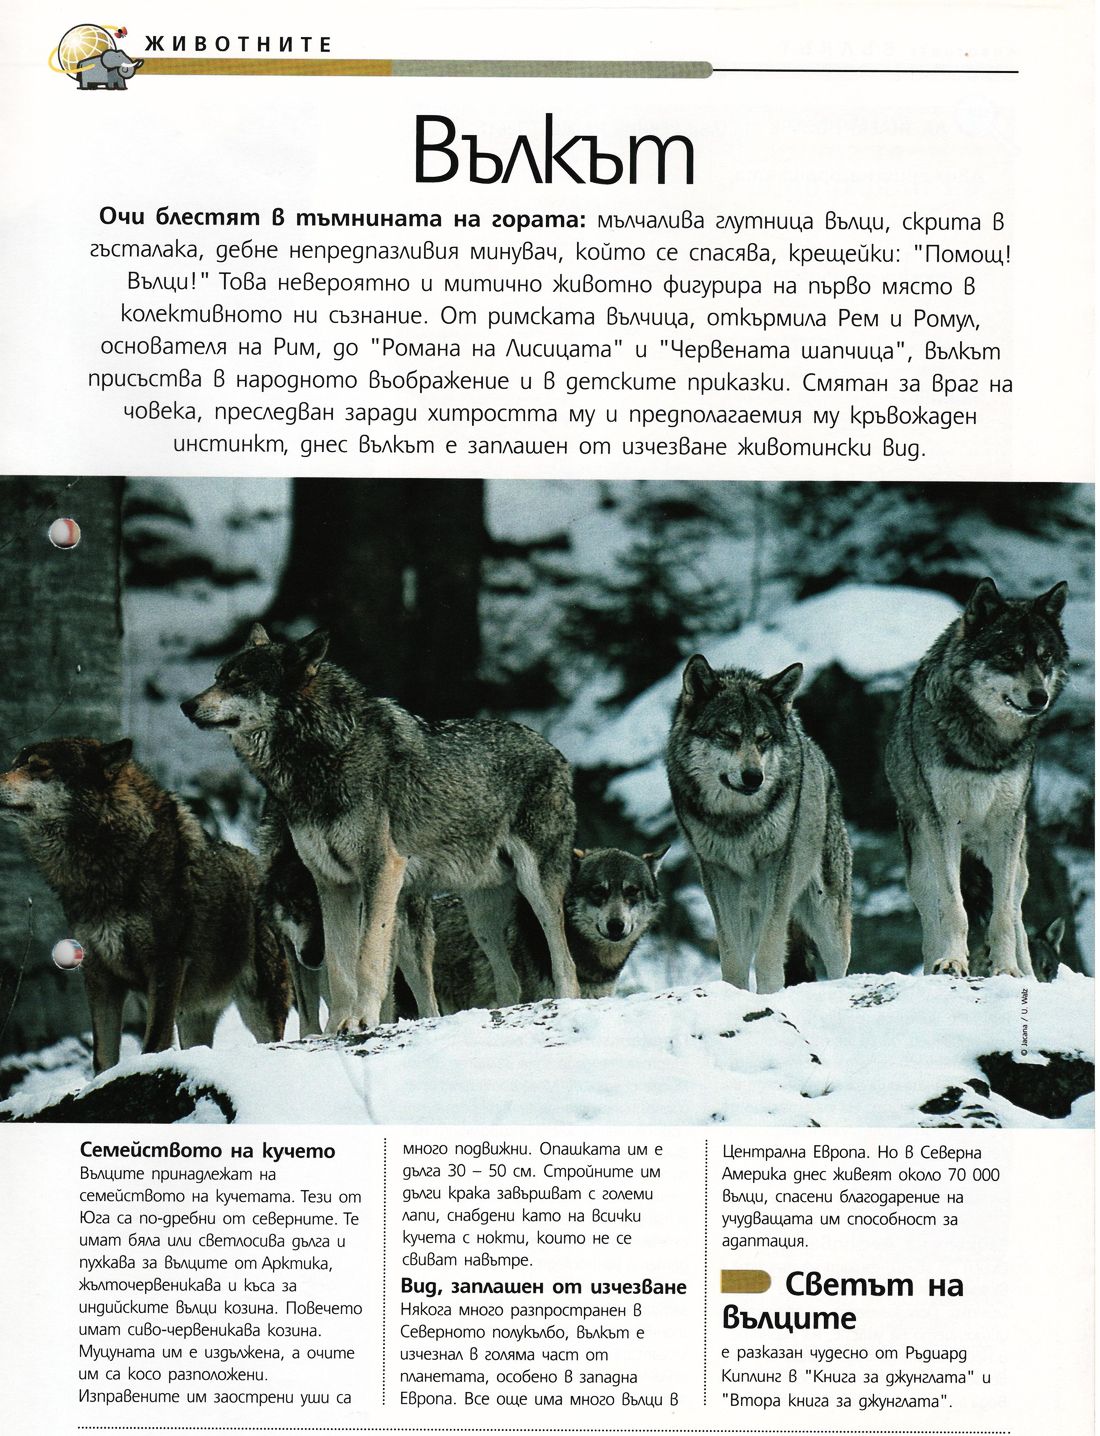 ЖИВОТНИТЕ
Вълкът
Очи блестят в тъмнината на гората: мълчалива глутница вълци, скрита в
гъсталака, дебне непредпазливия минувач, който се спасява, крещейки: "Помощ!
Вълци!" Това невероятно и митично животно фигурира на първо място в
колективното ни съзнание. От римската вълчица, откърмила Рем и Ромул,
основателя на Рим, до "Романа на Лисицата" и "Червената шапчица", вълкът
присъства в народното въображение и в детските приказки. Смятан за враг на
човека, преследван заради хитростта му и предполагаемия му кръвожаден
инстинкт, днес вълкът е заплашен от изчезване животински вид.
© Jacana / U. Walz
Семейството на кучето
Вълците принадлежат на
семейството на кучетата. Тези от
Юга са по-дребни от северните. Те
имат бяла или светлосива дълга и
пухкава за вълците от Арктика,
жълточервеникава и къса за
индийските вълци козина. Повечето
имат сиво-червеникава козина.
Муцуната им е издължена, а очите
им са косо разположени.
Изправените им заострени уши са
много подвижни. Опашката им е
дълга 30 – 50 см. Стройните им
дълги крака завършват с големи
лапи, снабдени като на всички
кучета с нокти, които не се
свиват навътре.
Вид, заплашен от изчезване
Някога много разпространен в
Северното полукълбо, вълкът е
изчезнал в голяма част от
планетата, особено в западна
Европа. Все още има много вълци в
Централна Европа. Но в Северна
Америка днес живеят около 70 000
вълци, спасени благодарение на
учудващата им способност за
адаптация.
Светът на
вълците
е разказан чудесно от Ръдиард
Киплинг в "Книга за джунглата" и
"Втора книга за джунглата".